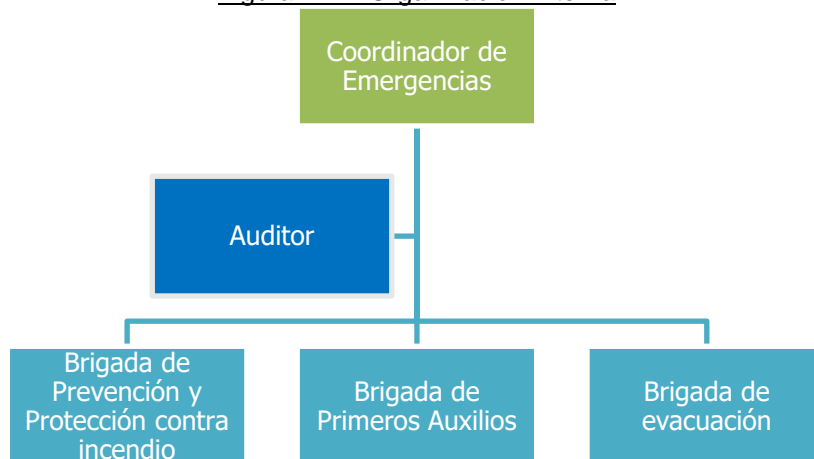 Coordinador de
Emergencias
Auditor
Brigada de
Prevención y
Protección contra
incendio
Brigada de
Primeros Auxilios
Brigada de
evacuación